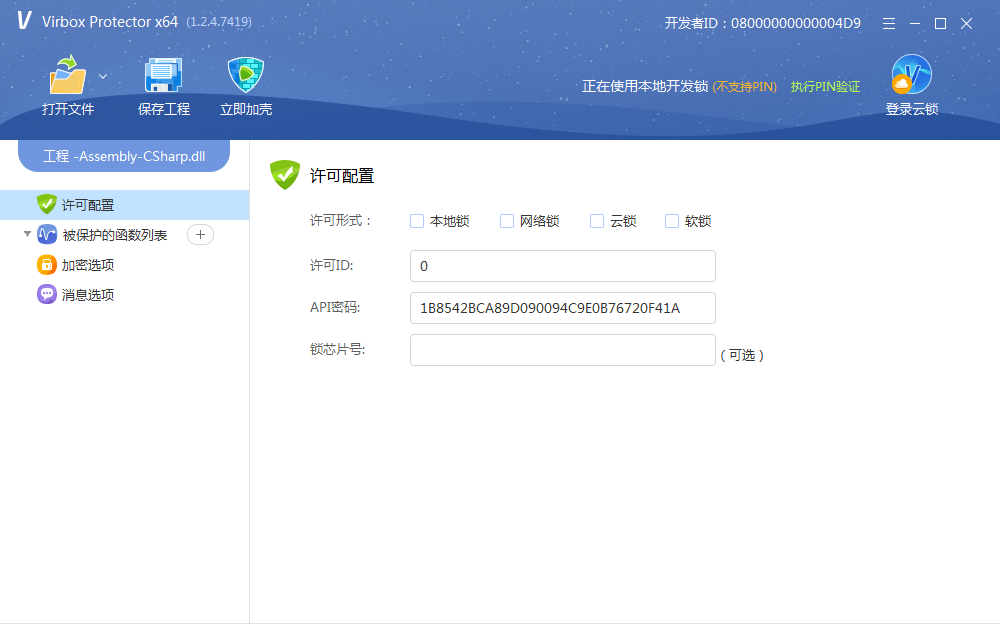 V Virbox Protector x64 (1.2.4.7419) 开发者ID：08000000000004D9
正在使用本地开发锁 (不支持PIN) 执行PIN验证
打开文件 保存工程 立即加壳 登录云锁
工程 -Assembly-CSharp.dll
许可配置
被保护的函数列表
加密选项
消息选项
许可配置
许可形式： 本地锁 网络锁 云锁 软锁
许可ID: 0
API密码: 1B8542BCA89D090094C9E0B76720F41A
锁芯片号: ( 可选 )